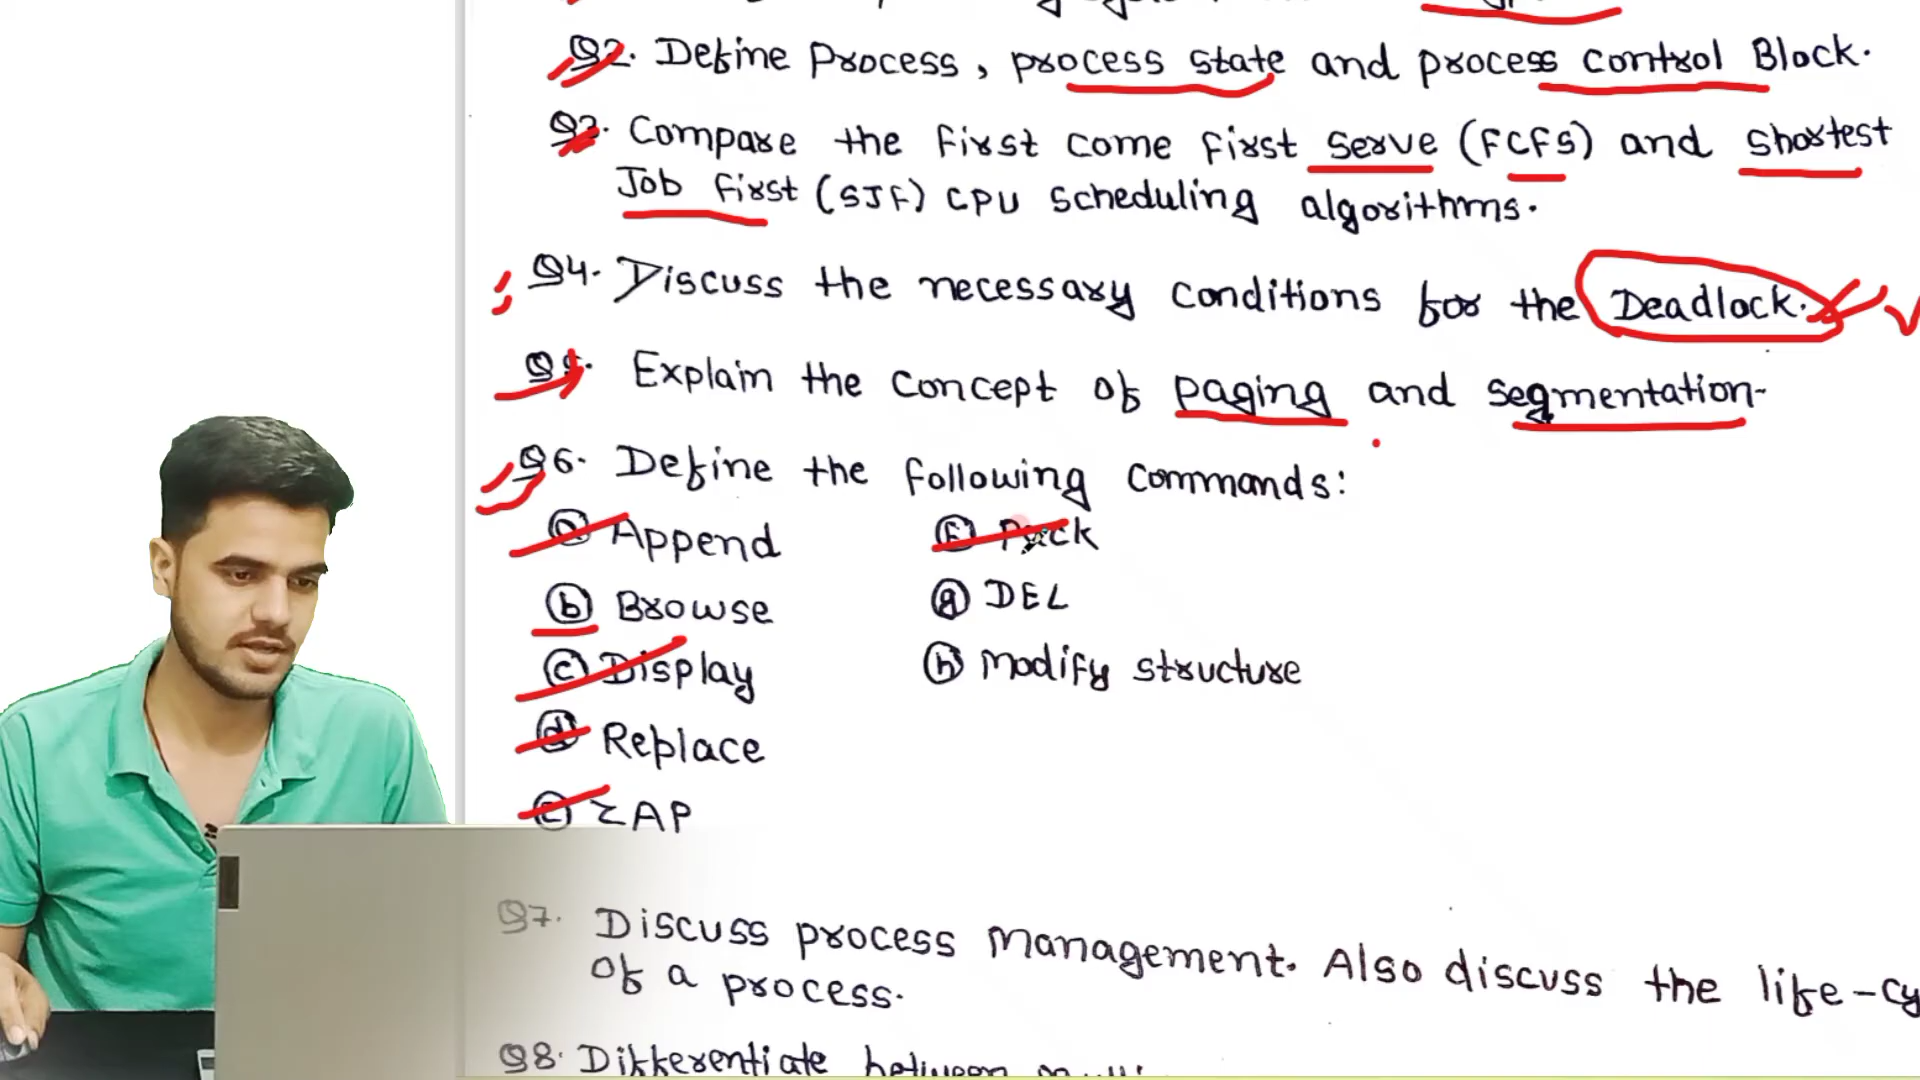 Q2. Define Process, process state and process control Block.
Q3. Compare the First come First Serve (FCFS) and shortest
Job First (SJF) CPU scheduling algorithms.
Q4. Discuss the necessary conditions for the Deadlock.
Q5. Explain the concept of paging and segmentation-
Q6. Define the following commands:
(a) Append
(b) Browse
(c) Display
(d) Replace
(e) ZAP
(f) Pack
(g) DEL
(h) Modify structure
Q7. Discuss process management. Also discuss the life-cy
of a process.
Q8. Differentiate between